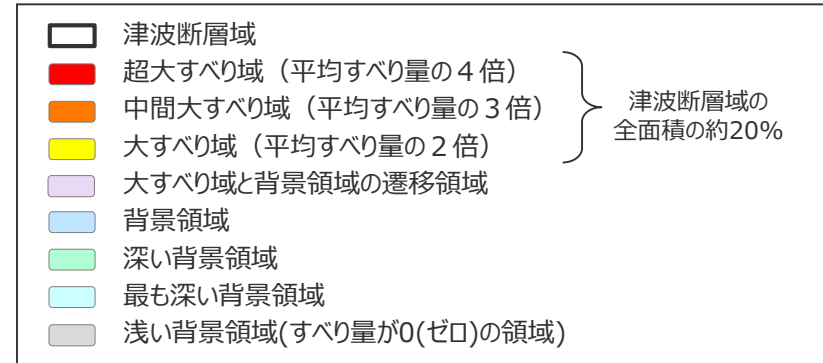 津波断層域
超大すべり域（平均すべり量の４倍）
中間大すべり域（平均すべり量の３倍）
大すべり域（平均すべり量の２倍）
津波断層域の
全面積の約20%
大すべり域と背景領域の遷移領域
背景領域
深い背景領域
最も深い背景領域
浅い背景領域(すべり量が0(ゼロ)の領域)